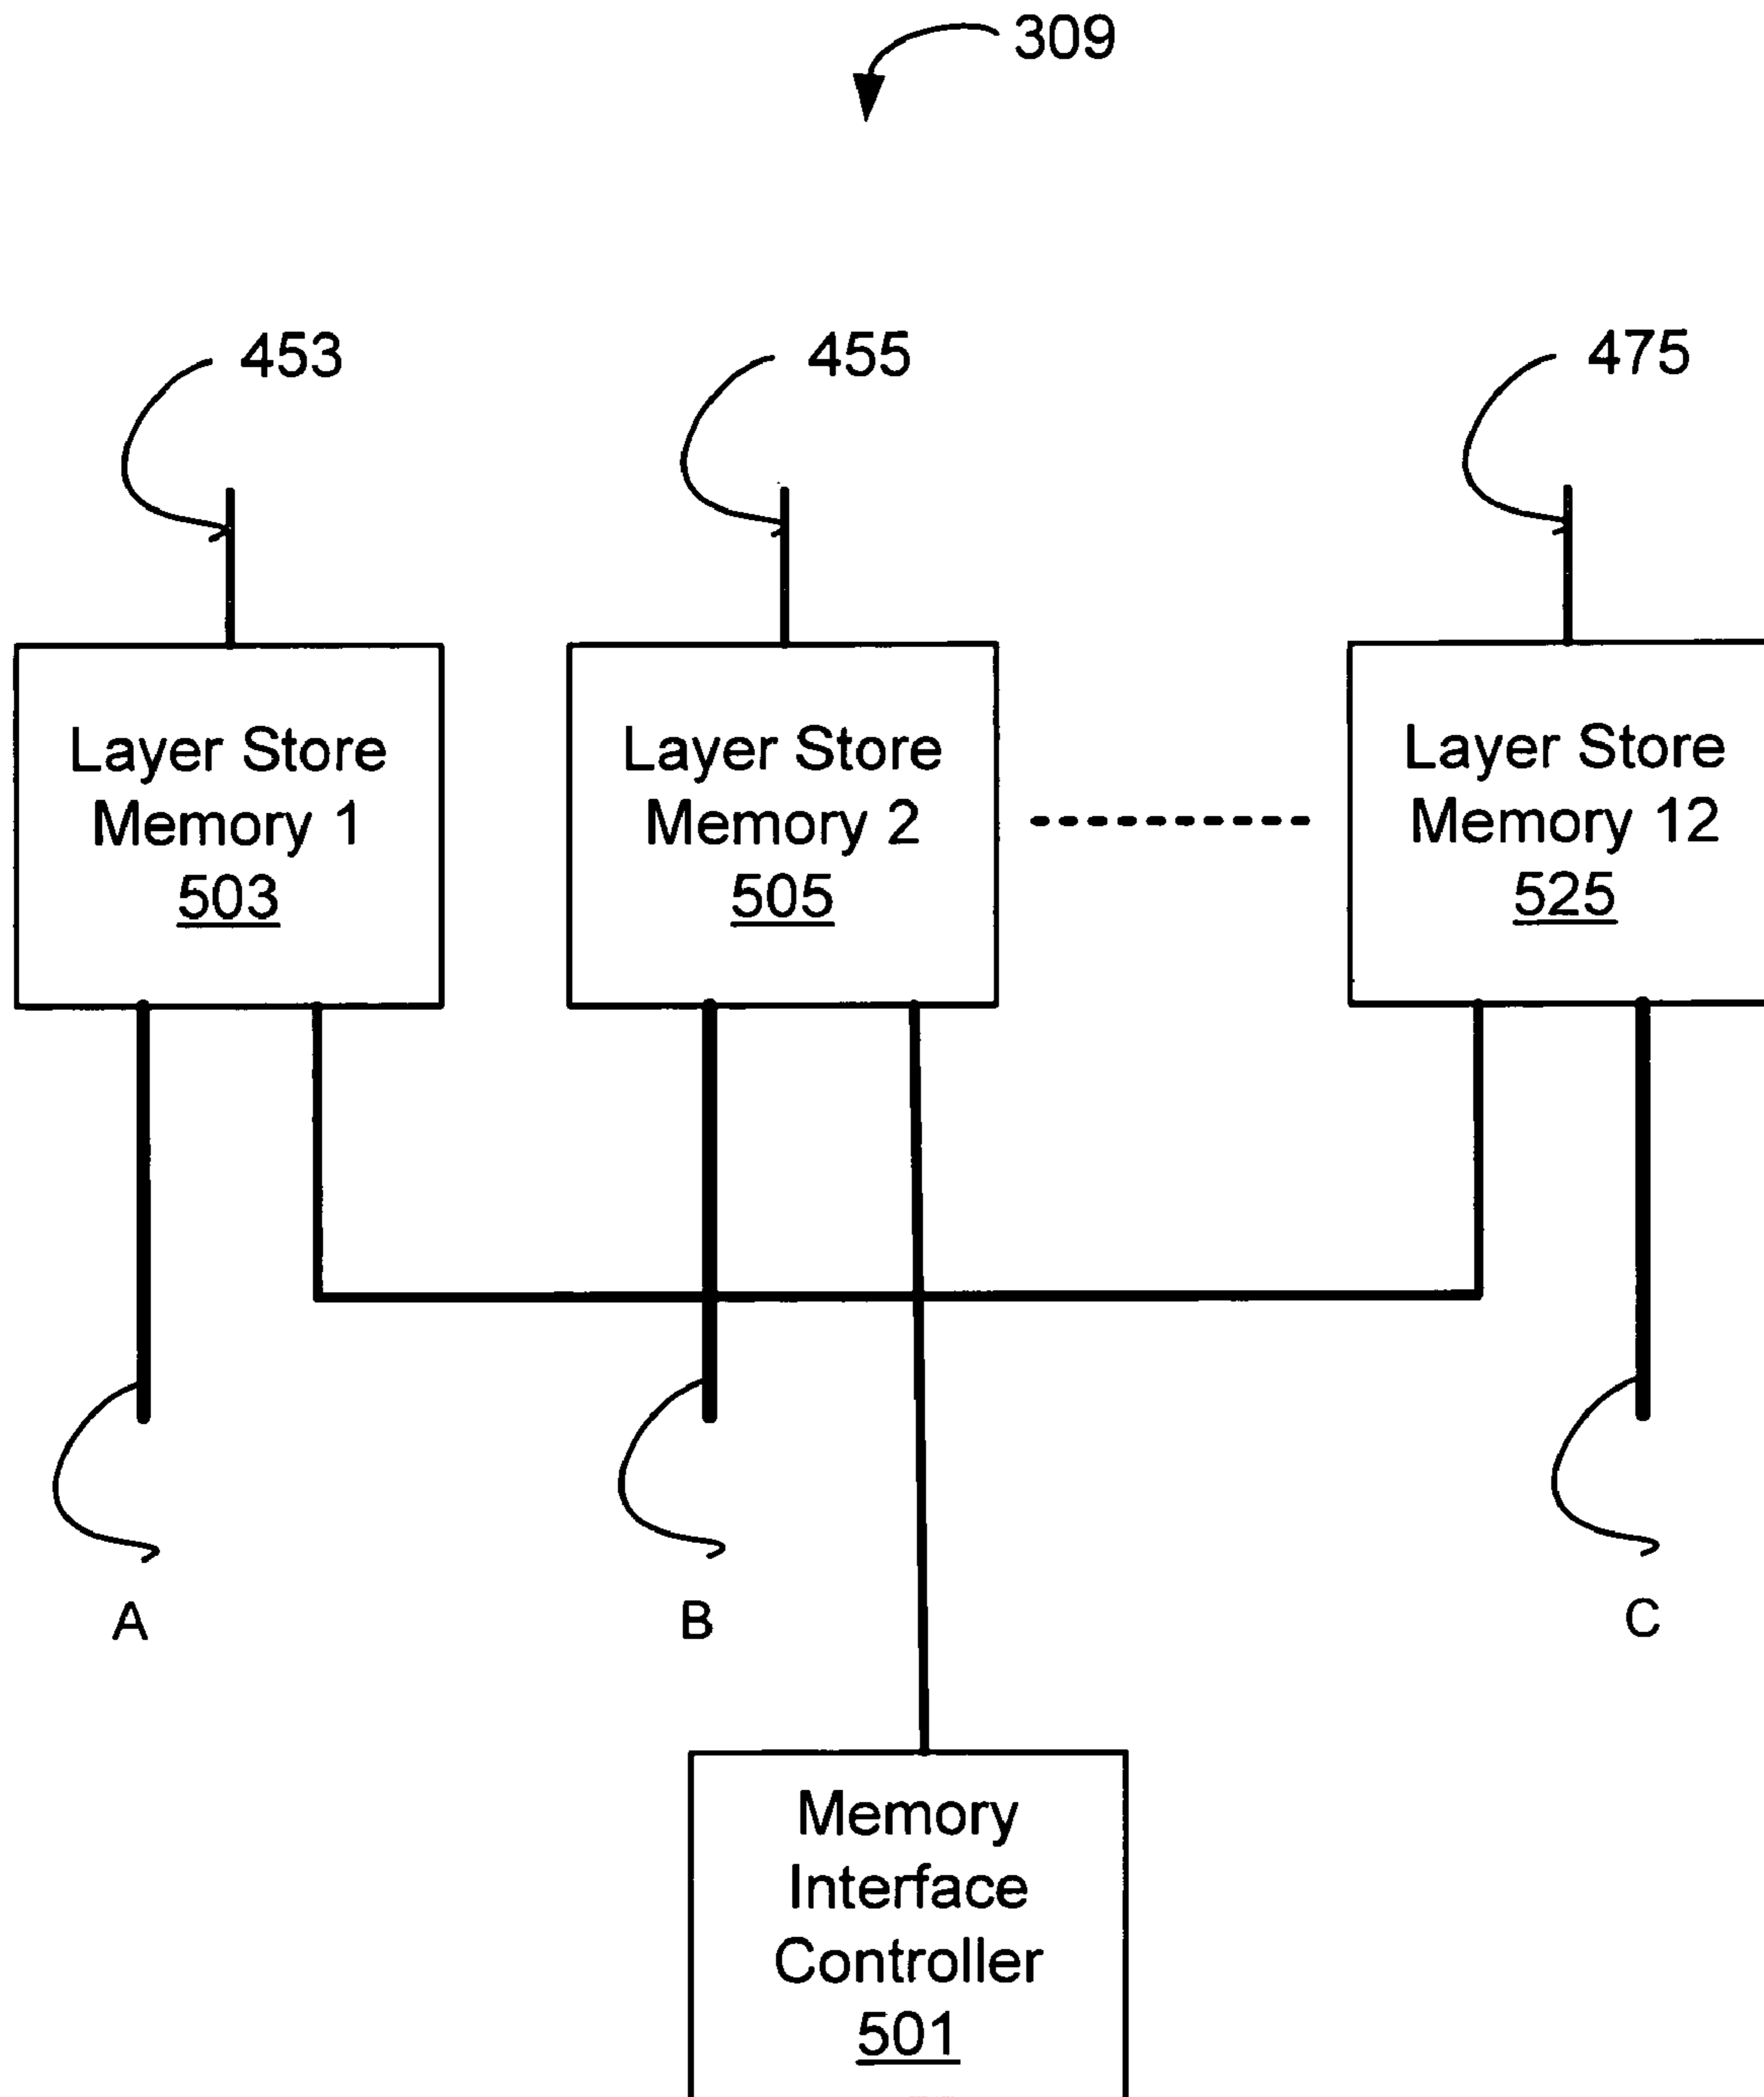 309
453
455
475
Layer Store
Memory 1
503
Layer Store
Memory 2
505
Layer Store
Memory 12
525
A
B
C
Memory
Interface
Controller
501